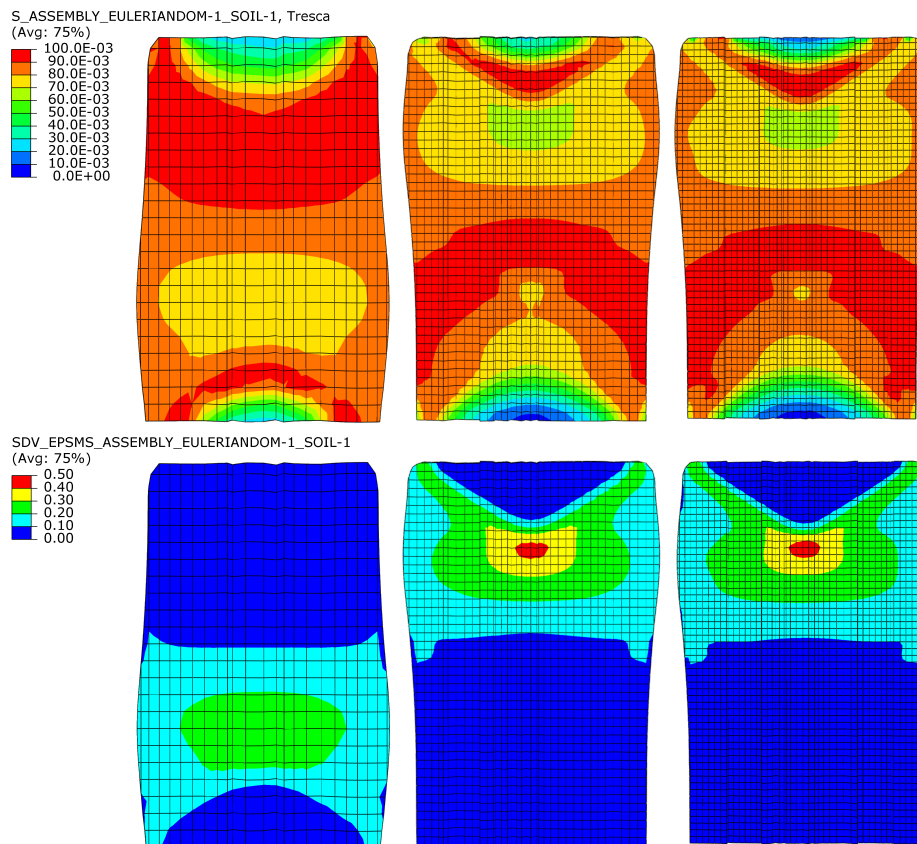 S_ASSEMBLY_EULERIANDOM-1_SOIL-1, Tresca
(Avg: 75%)
100.0E-03
90.0E-03
80.0E-03
70.0E-03
60.0E-03
50.0E-03
40.0E-03
30.0E-03
20.0E-03
10.0E-03
0.0E+00
SDV_EPSMS_ASSEMBLY_EULERIANDOM-1_SOIL-1
(Avg: 75%)
0.50
0.40
0.30
0.20
0.10
0.00